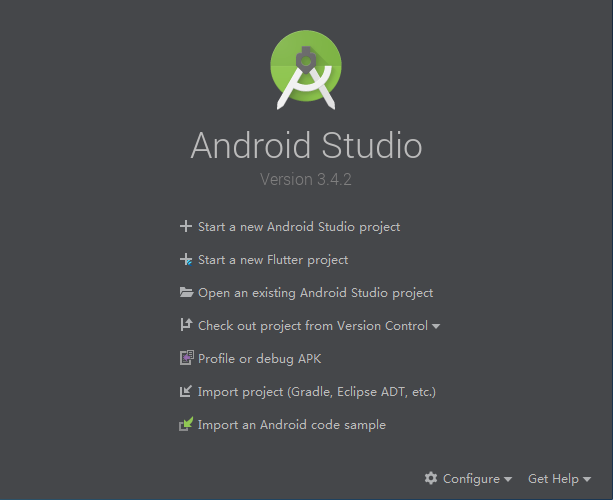 Android Studio
Version 3.4.2
Start a new Android Studio project
Start a new Flutter project
Open an existing Android Studio project
Check out project from Version Control
Profile or debug APK
Import project (Gradle, Eclipse ADT, etc.)
Import an Android code sample
Configure Get Help